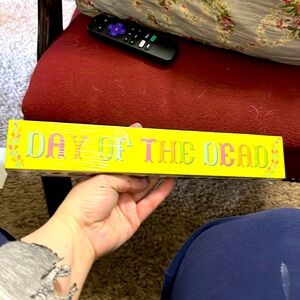 DAY OF THE DEAD